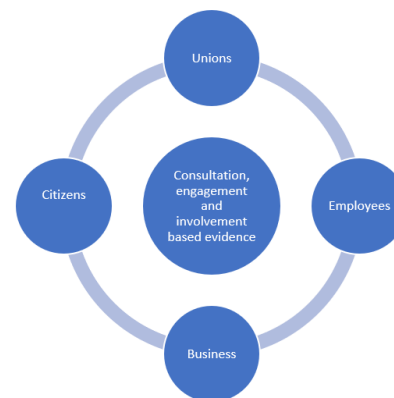 Unions
Citizens
Consultation,
engagement
and
involvement
based evidence
Employees
Business